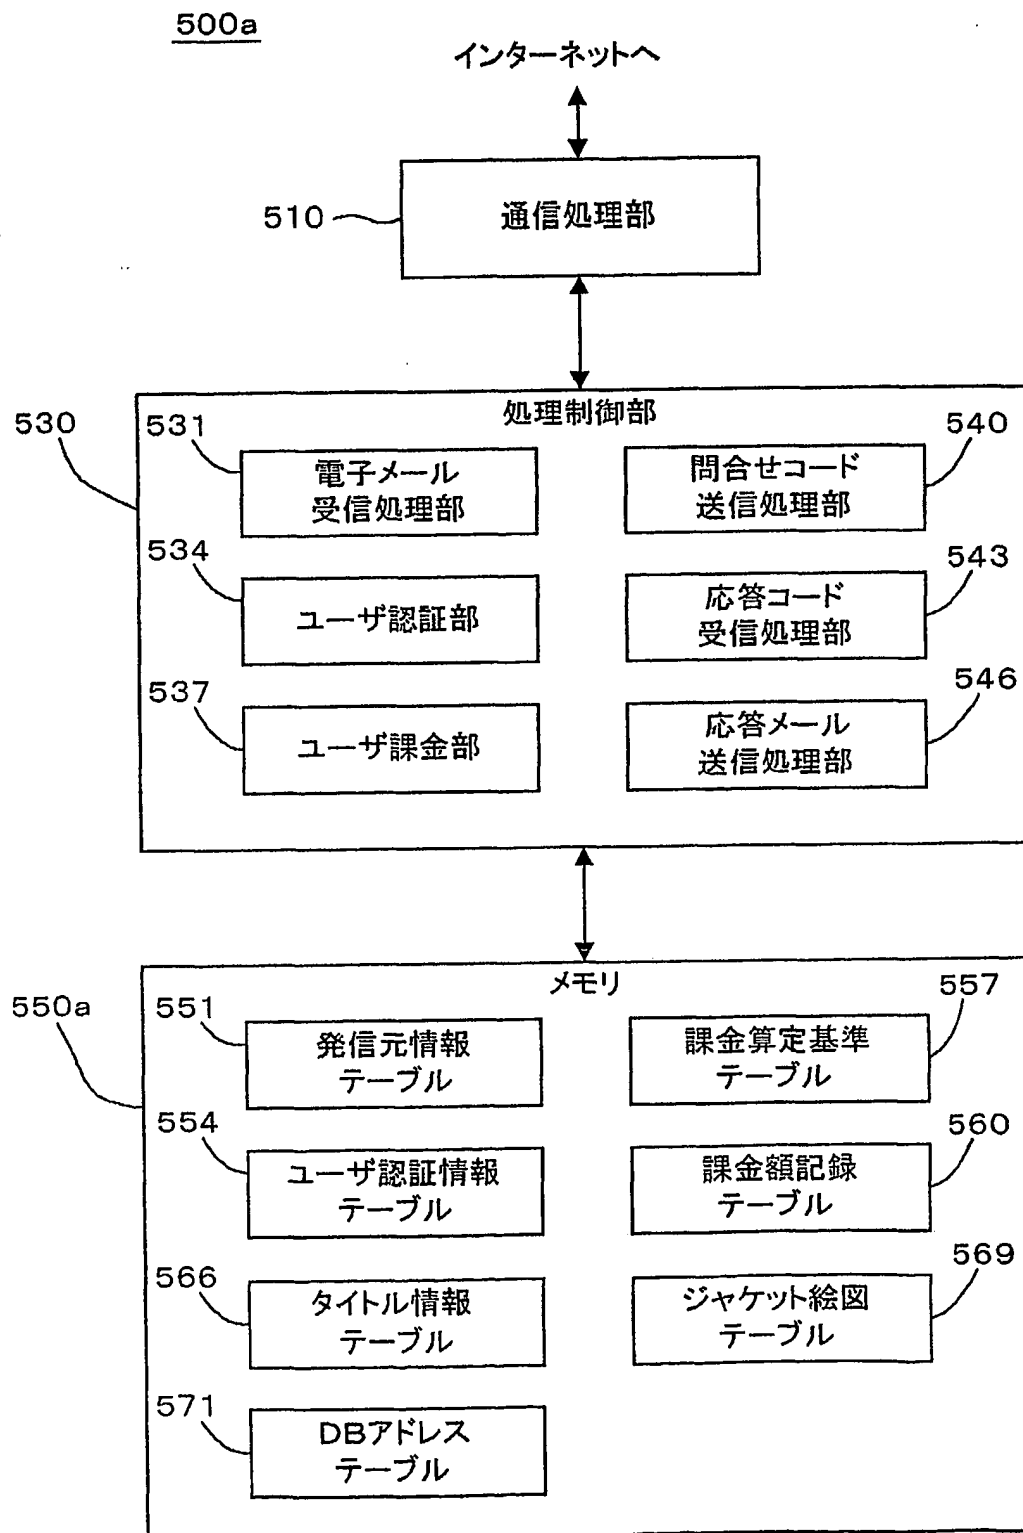 500a
インターネットへ
510
通信処理部
530
処理制御部
531
電子メール
受信処理部
540
問合せコード
送信処理部
534
ユーザ認証部
543
応答コード
受信処理部
537
ユーザ課金部
546
応答メール
送信処理部
550a
メモリ
551
発信元情報
テーブル
557
課金算定基準
テーブル
554
ユーザ認証情報
テーブル
560
課金額記録
テーブル
566
タイトル情報
テーブル
569
ジャケット絵図
テーブル
571
DBアドレス
テーブル